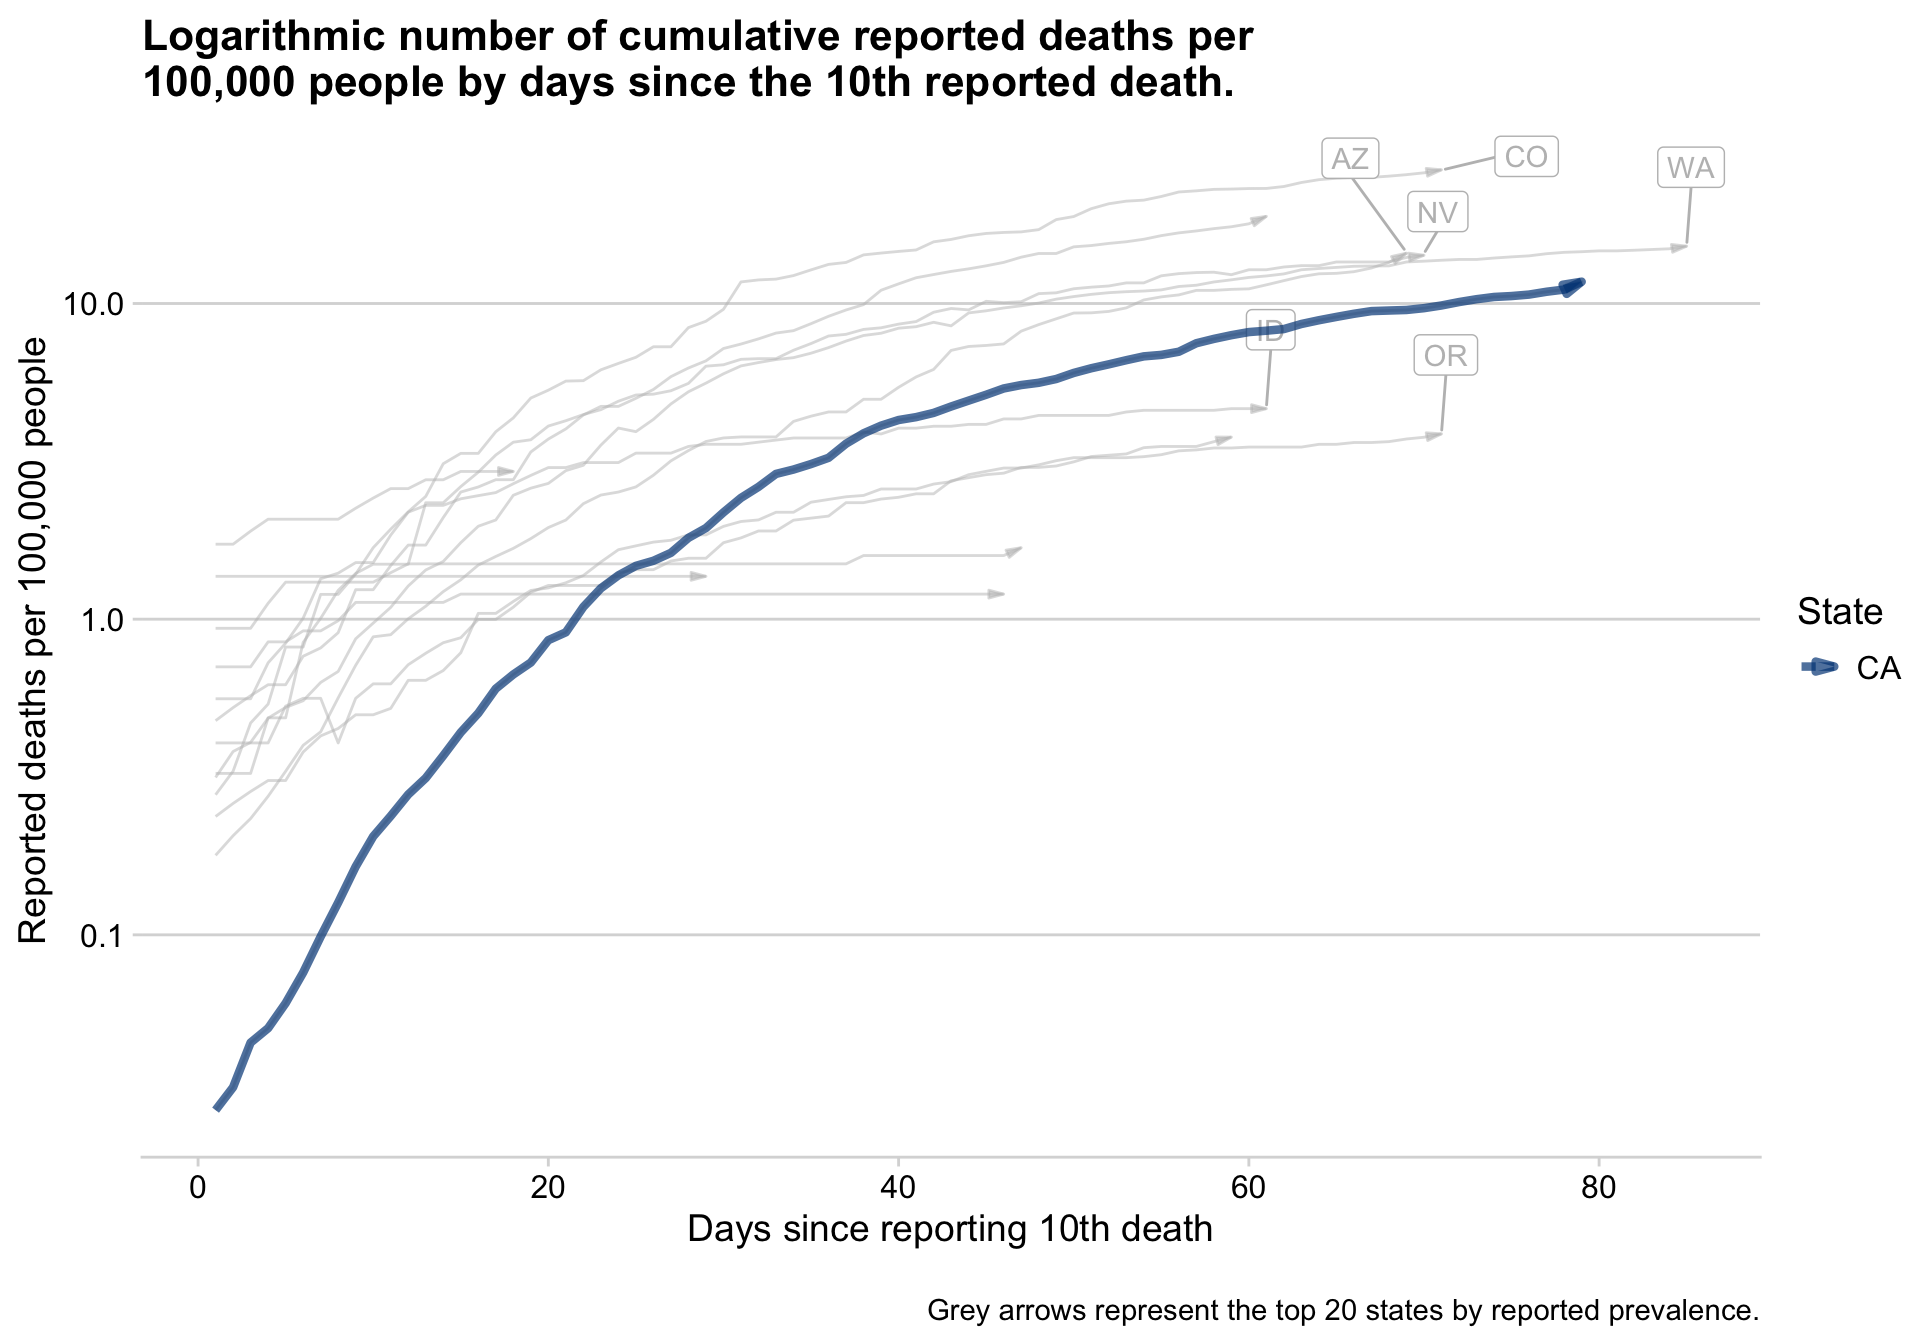 Logarithmic number of cumulative reported deaths per
100,000 people by days since the 10th reported death.
AZ
CO
WA
NV
ID
OR
10.0
1.0
0.1
Reported deaths per 100,000 people
0
20
40
60
80
Days since reporting 10th death
State
CA
Grey arrows represent the top 20 states by reported prevalence.